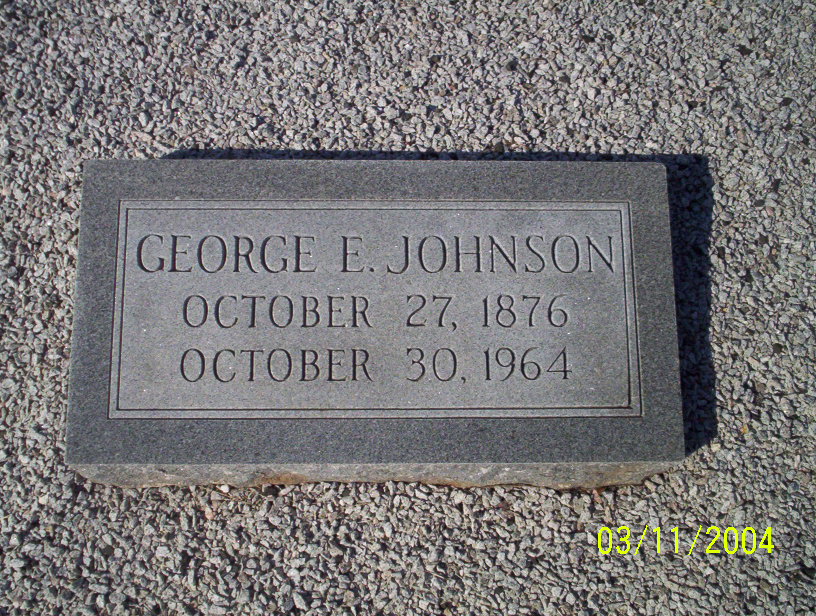 GEORGE E. JOHNSON
OCTOBER 27, 1876
OCTOBER 30, 1964
03/11/2004